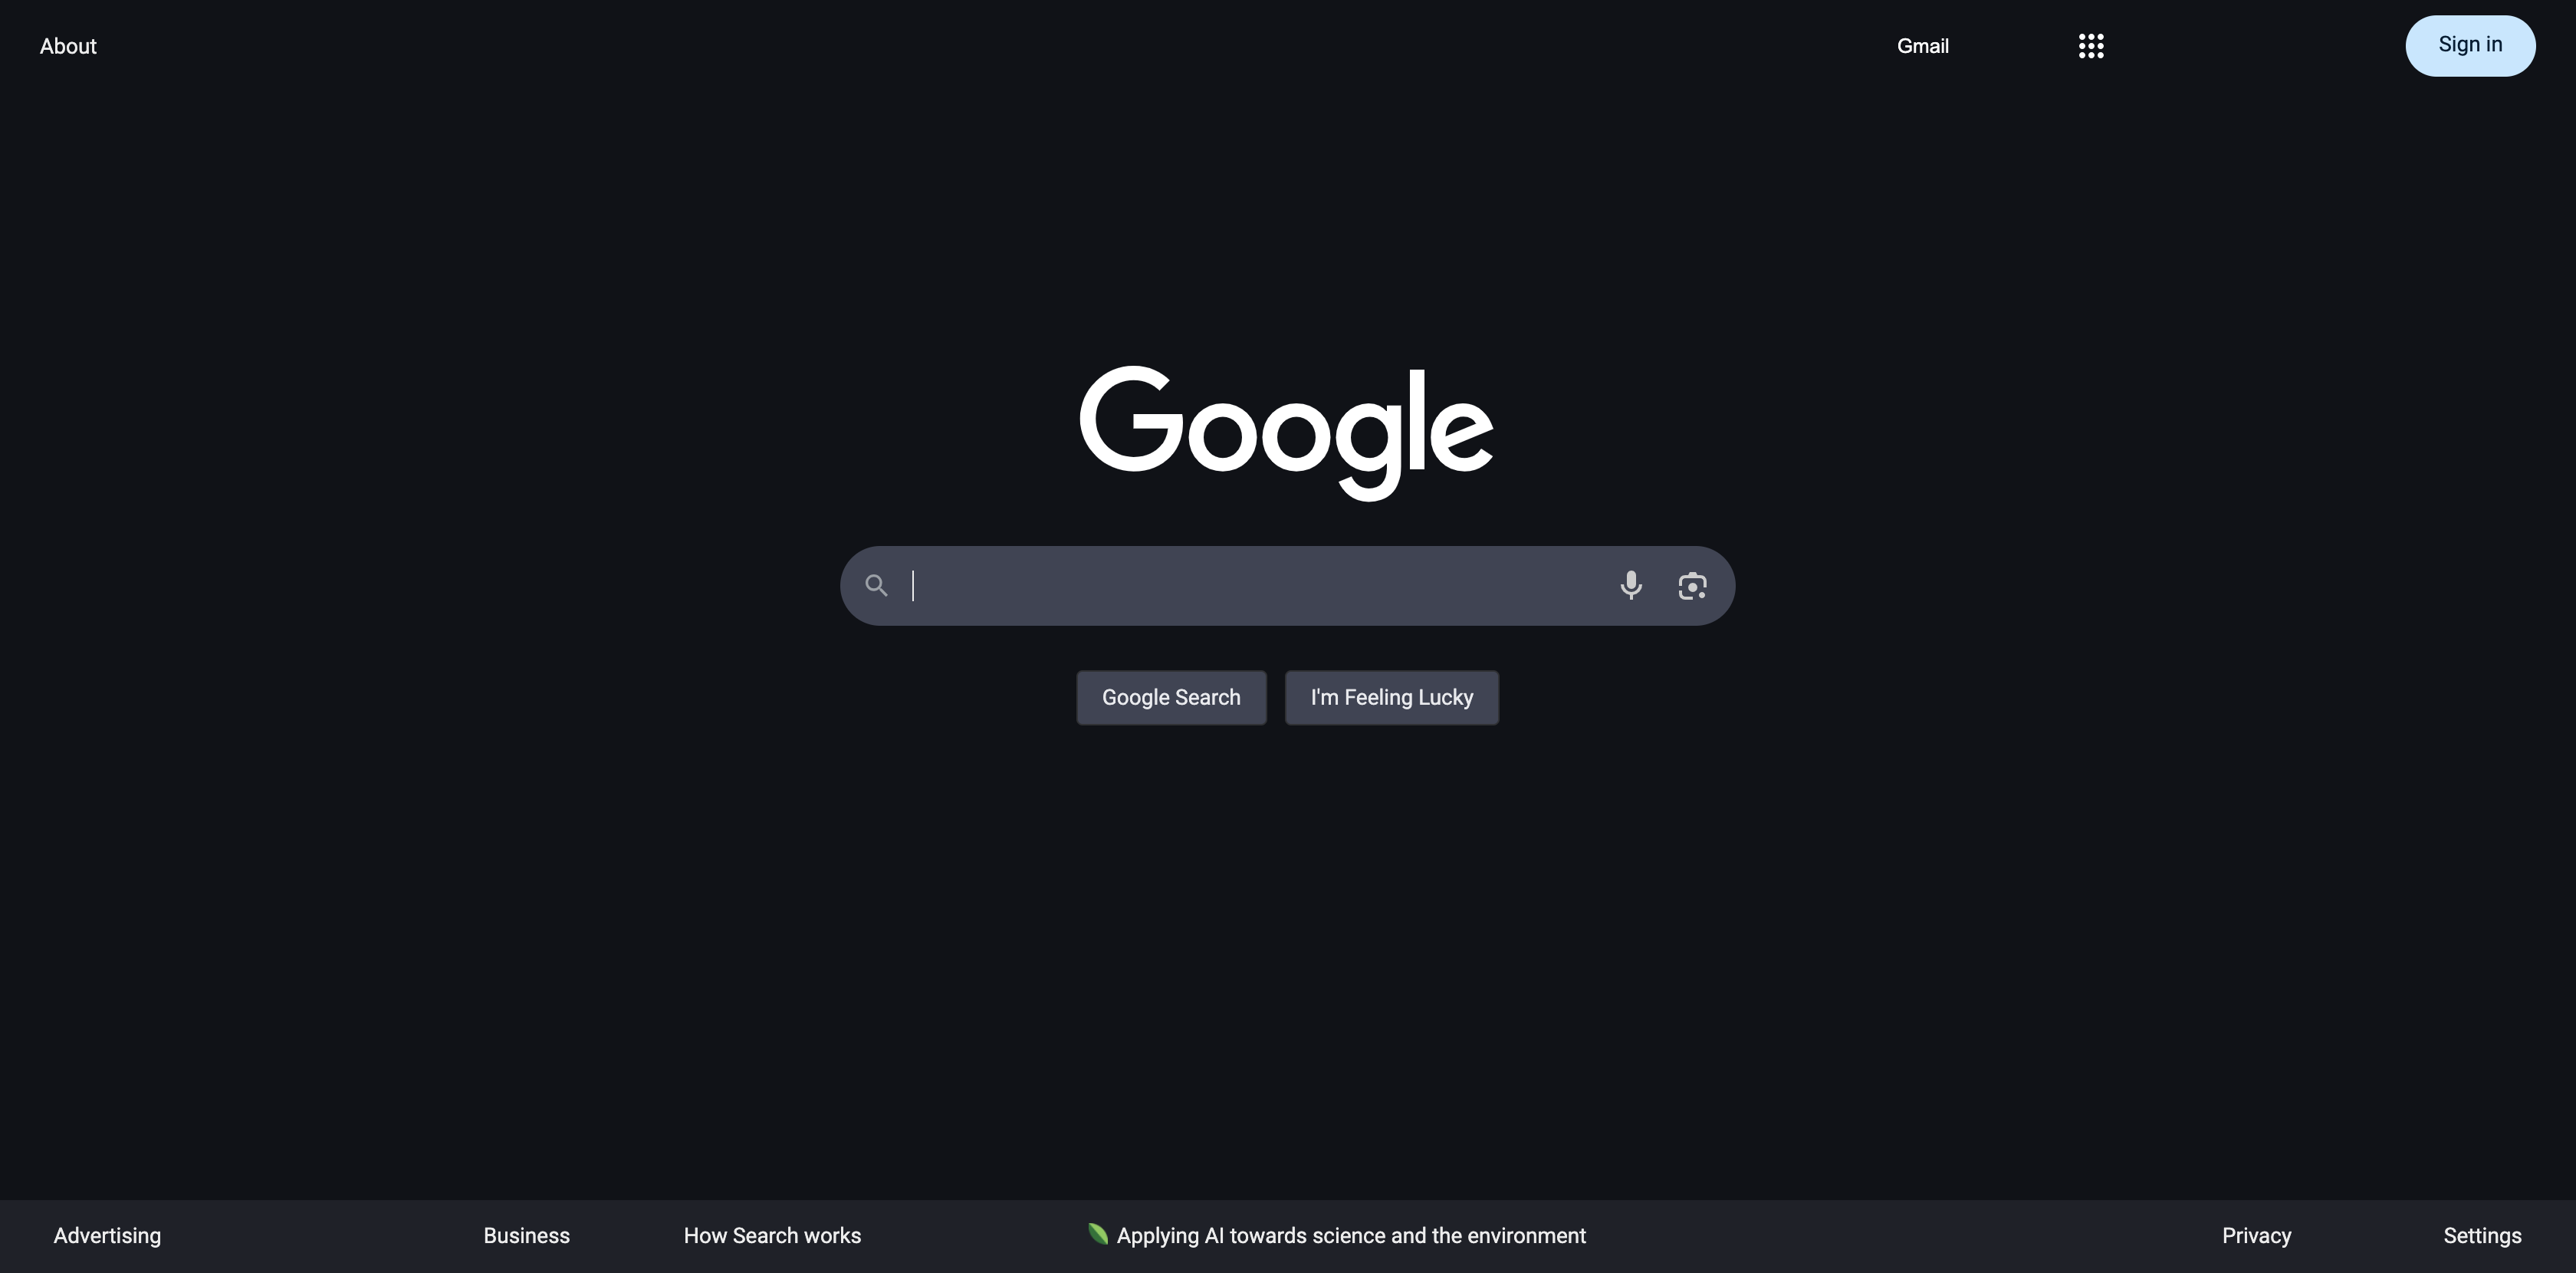 About
Gmail
Sign in
Google
Google Search
I'm Feeling Lucky
Advertising
Business
How Search works
Applying AI towards science and the environment
Privacy
Settings